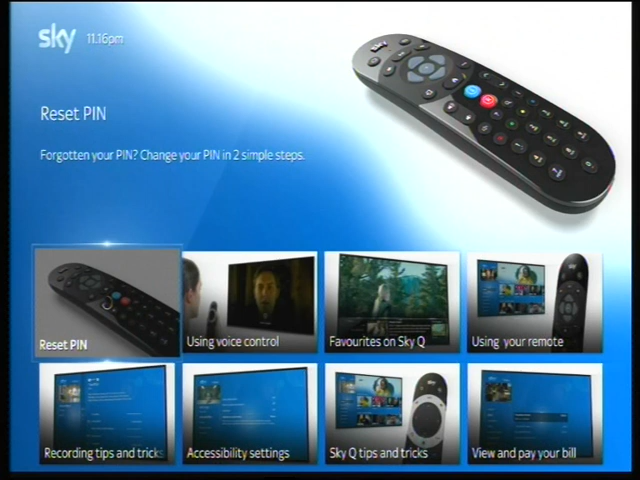 sky 11.16pm
Reset PIN
Forgotten your PIN? Change your PIN in 2 simple steps.
Reset PIN
Using voice control
Favourites on Sky Q
Using your remote
Recording tips and tricks
Accessibility settings
Sky Q tips and tricks
View and pay your bill